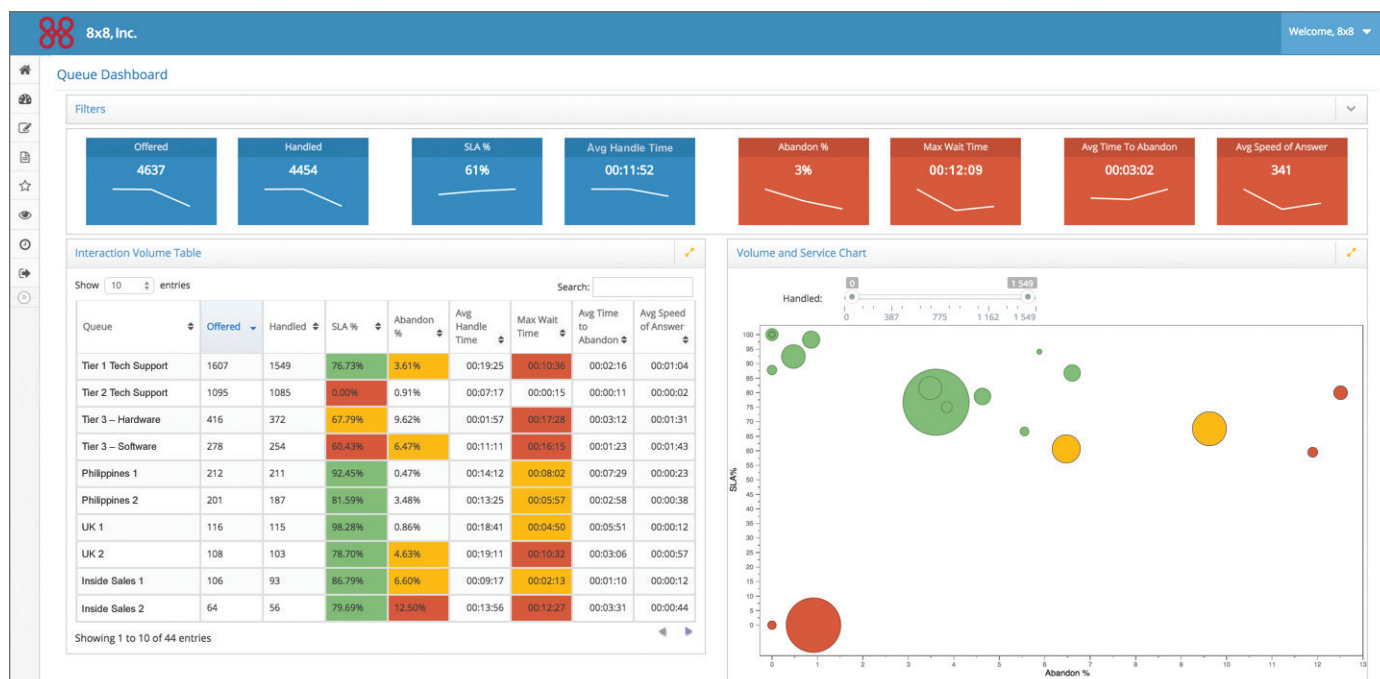 8x8, Inc.
Welcome, 8x8
Queue Dashboard
Filters
Offered
4637
Handled
4454
SLA %
61%
Avg Handle Time
00:11:52
Abandon %
3%
Max Wait Time
00:12:09
Avg Time To Abandon
00:03:02
Avg Speed of Answer
341
Interaction Volume Table
Show 10 entries Search:
Queue Offered Handled SLA % Abandon % Avg Handle Time Max Wait Time Avg Time to Abandon Avg Speed of Answer
Tier 1 Tech Support 1607 1549 76.73% 3.61% 00:19:25 00:10:36 00:02:16 00:01:04
Tier 2 Tech Support 1095 1085 0.00% 0.91% 00:07:17 00:00:15 00:00:11 00:00:02
Tier 3 – Hardware 416 372 67.79% 9.62% 00:01:57 00:17:28 00:03:12 00:01:31
Tier 3 – Software 278 254 60.43% 6.47% 00:11:11 00:16:15 00:01:23 00:01:43
Philippines 1 212 211 92.45% 0.47% 00:14:12 00:08:02 00:07:29 00:00:23
Philippines 2 201 187 81.59% 3.48% 00:13:25 00:05:57 00:02:58 00:00:38
UK 1 116 115 98.28% 0.86% 00:18:41 00:04:50 00:05:51 00:00:12
UK 2 108 103 78.70% 4.63% 00:19:11 00:10:32 00:03:06 00:00:57
Inside Sales 1 106 93 86.79% 6.60% 00:09:17 00:02:13 00:01:10 00:00:12
Inside Sales 2 64 56 79.69% 12.50% 00:13:56 00:12:27 00:03:31 00:00:44
Showing 1 to 10 of 44 entries
Volume and Service Chart
0 1 549
Handled:
0 387 775 1 162 1 549
100
95
90
85
80
75
70
65
60
55
50
45
40
35
30
25
20
15
10
5
0
SLA%
0 1 2 3 4 5 6 7 8 9 10 11 12 13
Abandon %